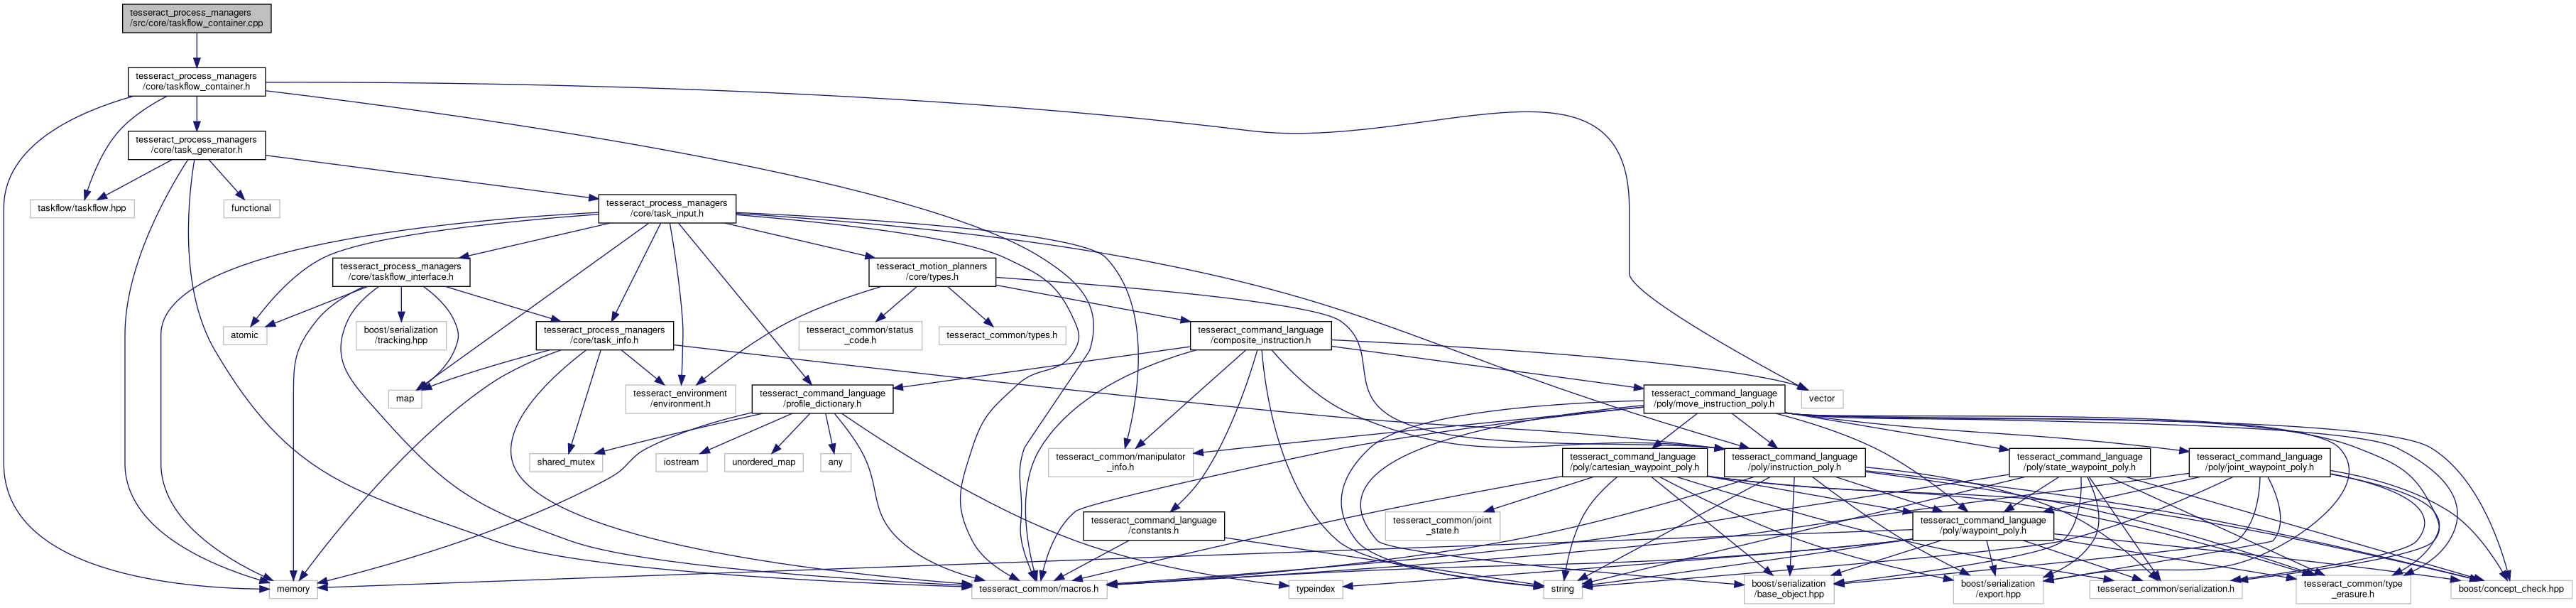 tesseract_process_managers
/src/core/taskflow_container.cpp
tesseract_process_managers
/core/taskflow_container.h
tesseract_process_managers
/core/task_generator.h
taskflow/taskflow.hpp
functional
tesseract_process_managers
/core/task_input.h
tesseract_process_managers
/core/taskflow_interface.h
tesseract_motion_planners
/core/types.h
atomic
boost/serialization
/tracking.hpp
tesseract_process_managers
/core/task_info.h
tesseract_common/status
_code.h
tesseract_common/types.h
tesseract_command_language
/composite_instruction.h
map
tesseract_environment
/environment.h
tesseract_command_language
/profile_dictionary.h
tesseract_command_language
/poly/move_instruction_poly.h
vector
shared_mutex
iostream
unordered_map
any
tesseract_common/manipulator
_info.h
tesseract_command_language
/poly/cartesian_waypoint_poly.h
tesseract_command_language
/poly/instruction_poly.h
tesseract_command_language
/poly/state_waypoint_poly.h
tesseract_command_language
/poly/joint_waypoint_poly.h
tesseract_command_language
/constants.h
tesseract_common/joint
_state.h
tesseract_command_language
/poly/waypoint_poly.h
memory
tesseract_common/macros.h
typeindex
string
boost/serialization
/base_object.hpp
boost/serialization
/export.hpp
tesseract_common/serialization.h
tesseract_common/type
_erasure.h
boost/concept_check.hpp